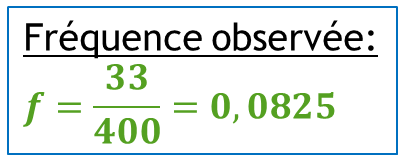 Fréquence observée:
f = 33/400 = 0,0825